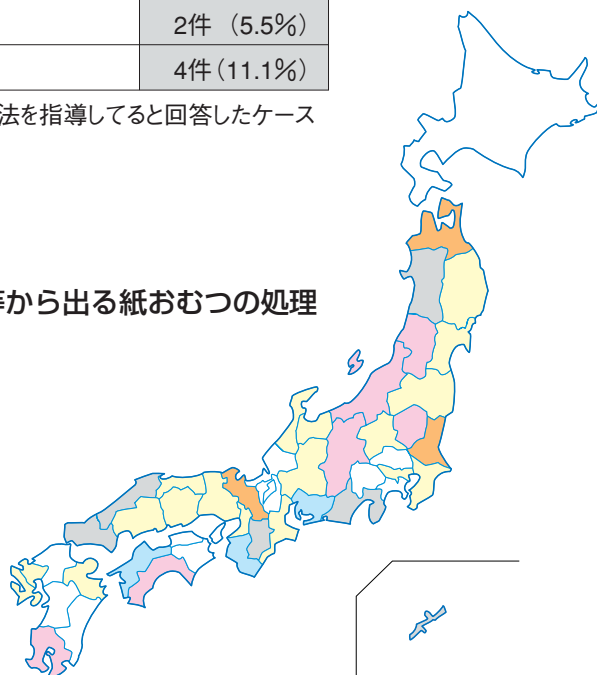 2件（5.5％）
4件（11.1％）
法を指導してると回答したケース
等から出る紙おむつの処理